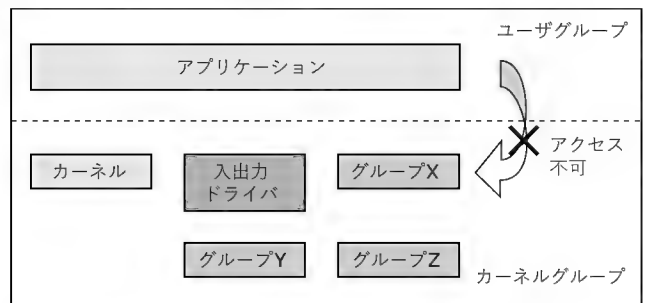 ユーザグループ
アプリケーション
アクセス
不可
カーネル
入出力
ドライバ
グループX
グループY
グループZ
カーネルグループ